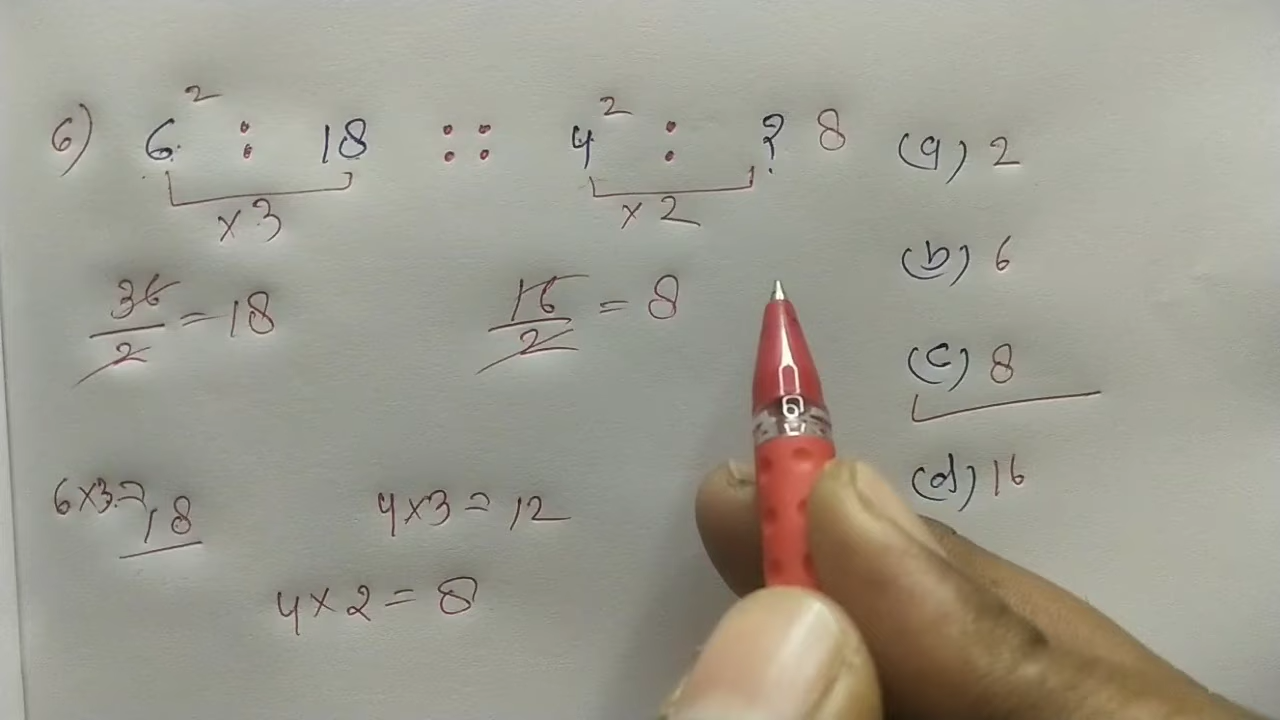 6) 6² : 18 :: 4² : ? 8
×3 ×2
36/2 = 18
16/2 = 8
6×3=18
4×3=12
4×2=8
(a) 2
(b) 6
(c) 8
(d) 16